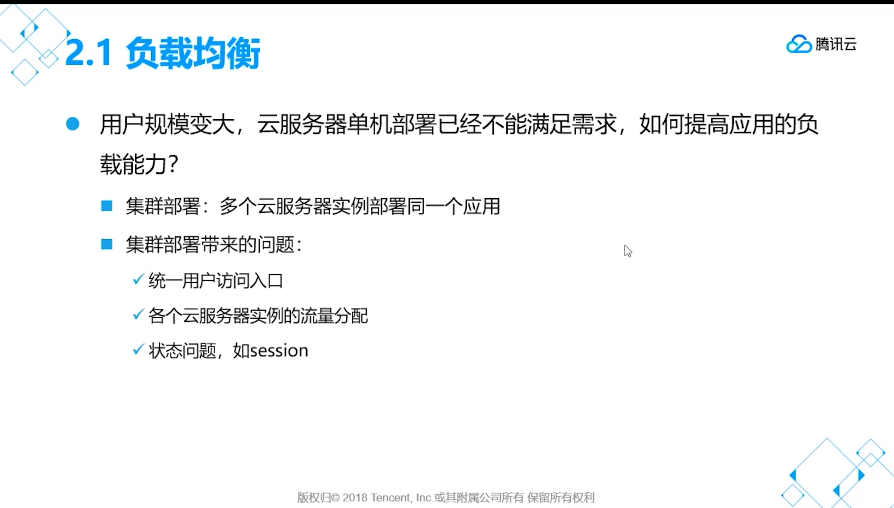 2.1 负载均衡
腾讯云
用户规模变大，云服务器单机部署已经不能满足需求，如何提高应用的负
载能力？
集群部署：多个云服务器实例部署同一个应用
集群部署带来的问题：
统一用户访问入口
各个云服务器实例的流量分配
状态问题，如session
版权归© 2018 Tencent, Inc.或其附属公司所有 保留所有权利